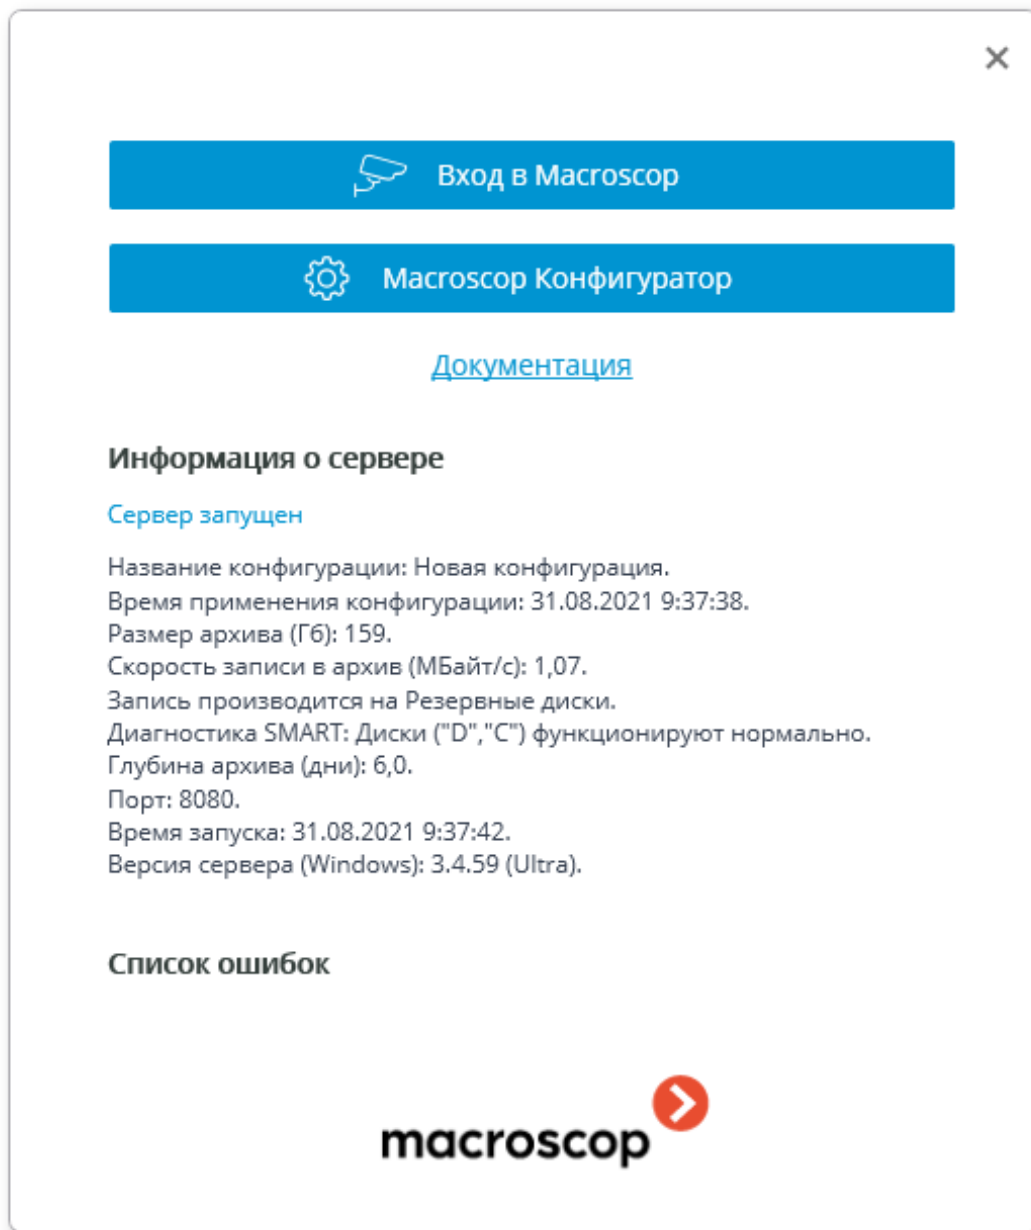 Вход в Macroscop
Macroscop Конфигуратор
Документация
Информация о сервере
Сервер запущен
Название конфигурации: Новая конфигурация.
Время применения конфигурации: 31.08.2021 9:37:38.
Размер архива (Гб): 159.
Скорость записи в архив (МБайт/с): 1,07.
Запись производится на Резервные диски.
Диагностика SMART: Диски ("D","C") функционируют нормально.
Глубина архива (дни): 6,0.
Порт: 8080.
Время запуска: 31.08.2021 9:37:42.
Версия сервера (Windows): 3.4.59 (Ultra).
Список ошибок
macroscop